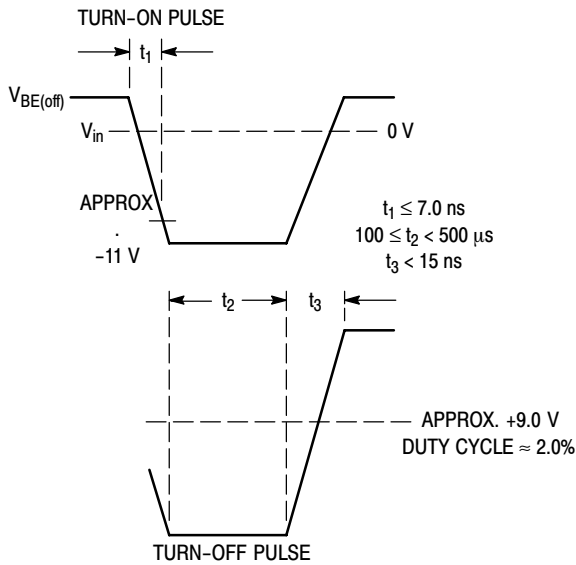 TURN-ON PULSE
t1
VBE(off)
Vin
0 V
APPROX
.
-11 V
t1 ≤ 7.0 ns
100 ≤ t2 < 500 μs
t3 < 15 ns
t2
t3
APPROX. +9.0 V
DUTY CYCLE ≈ 2.0%
TURN-OFF PULSE